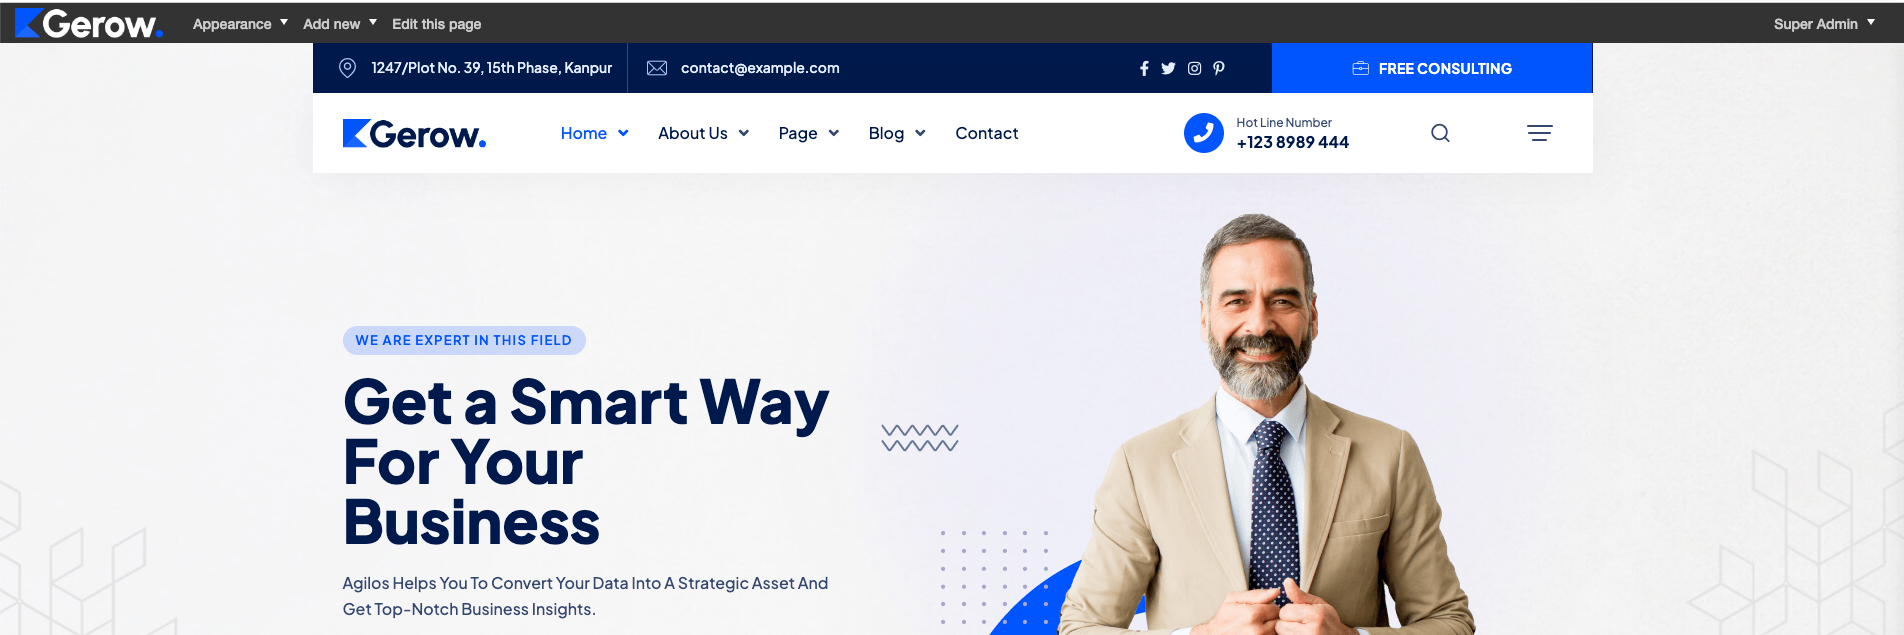 Gerow.
Appearance
Add new
Edit this page
Super Admin
1247/Plot No. 39, 15th Phase, Kanpur
contact@example.com
FREE CONSULTING
Gerow.
Home
About Us
Page
Blog
Contact
Hot Line Number
+123 8989 444
WE ARE EXPERT IN THIS FIELD
Get a Smart Way
For Your
Business
Agilos Helps You To Convert Your Data Into A Strategic Asset And
Get Top-Notch Business Insights.